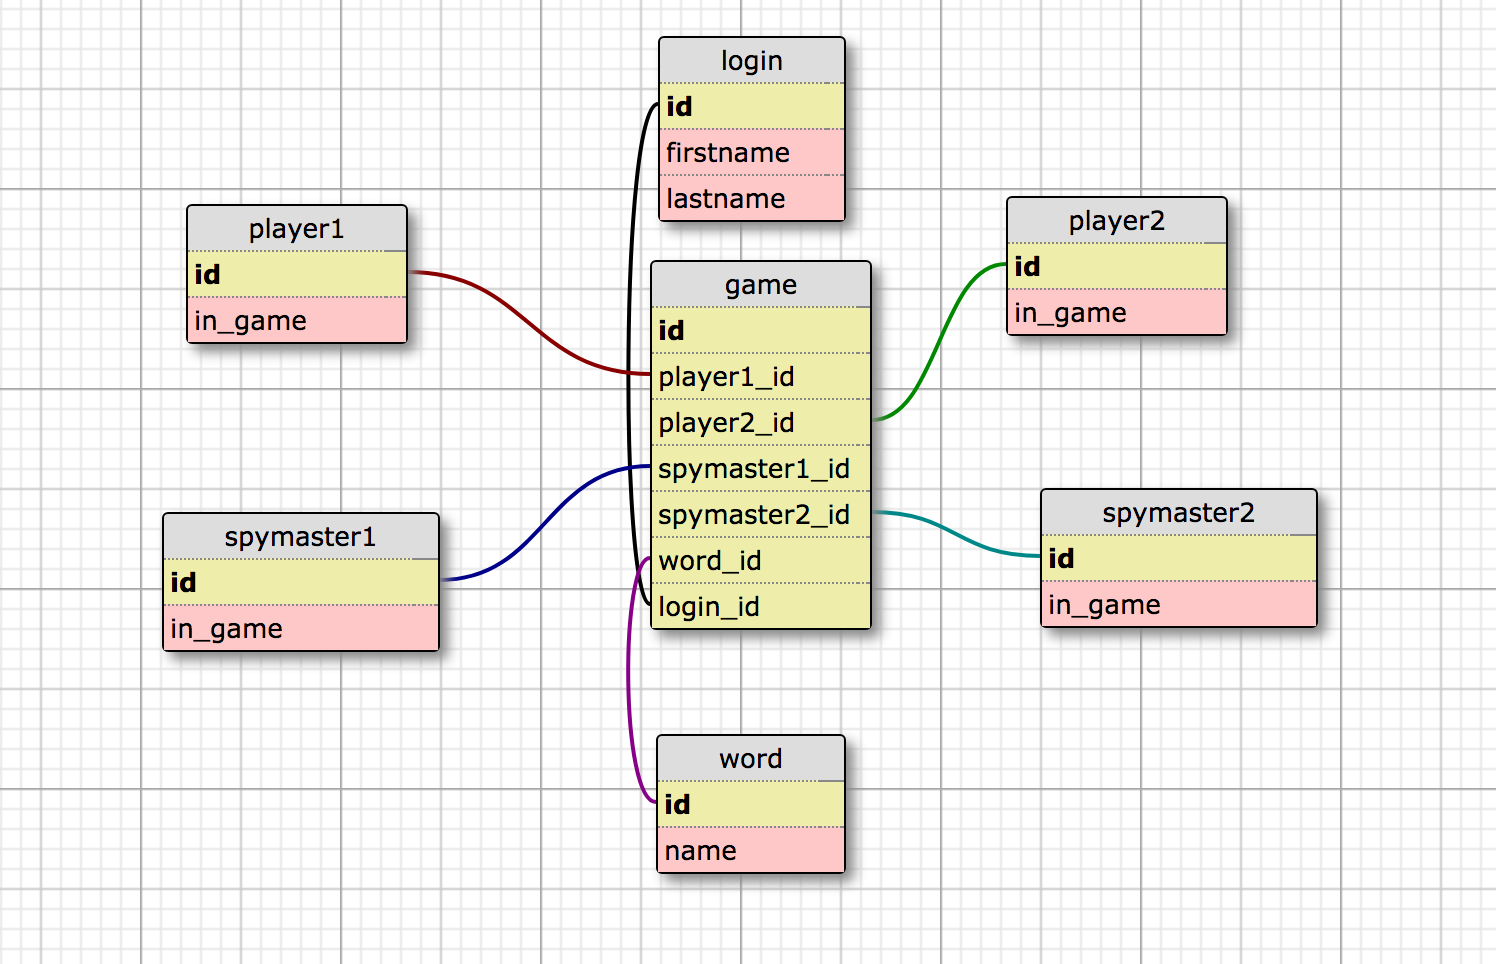 login
id
firstname
lastname
player1
id
in_game
player2
id
in_game
game
id
player1_id
player2_id
spymaster1_id
spymaster2_id
word_id
login_id
spymaster1
id
in_game
spymaster2
id
in_game
word
id
name